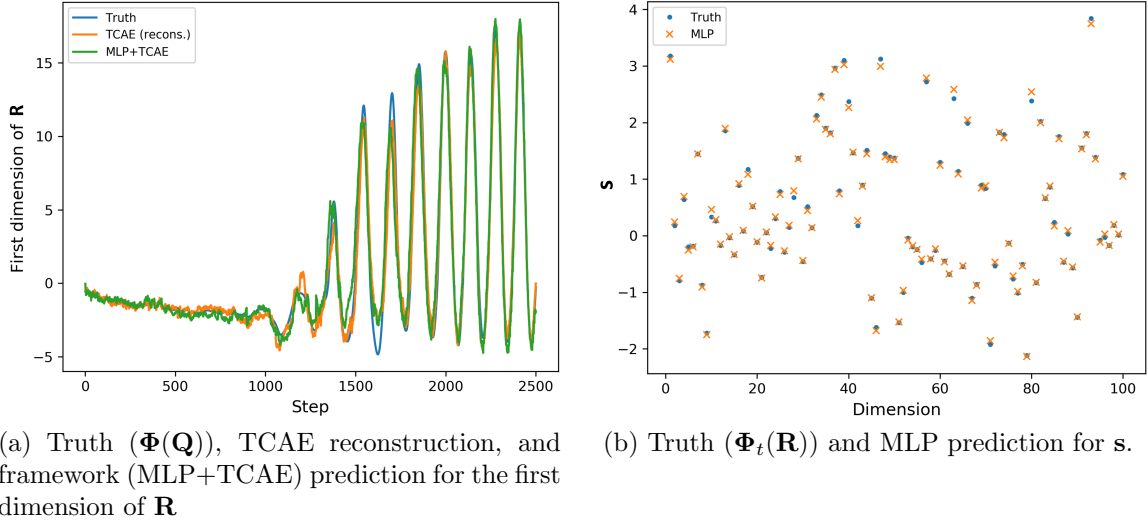 Truth
TCAE (recons.)
MLP+TCAE
First dimension of R
15
10
5
0
−5
0
500
1000
1500
2000
2500
Step
Truth
MLP
S
4
3
2
1
0
−1
−2
0
20
40
60
80
100
Dimension
(a) Truth (Φ(Q)), TCAE reconstruction, and
framework (MLP+TCAE) prediction for the first
dimension of R
(b) Truth (Φt(R)) and MLP prediction for s.